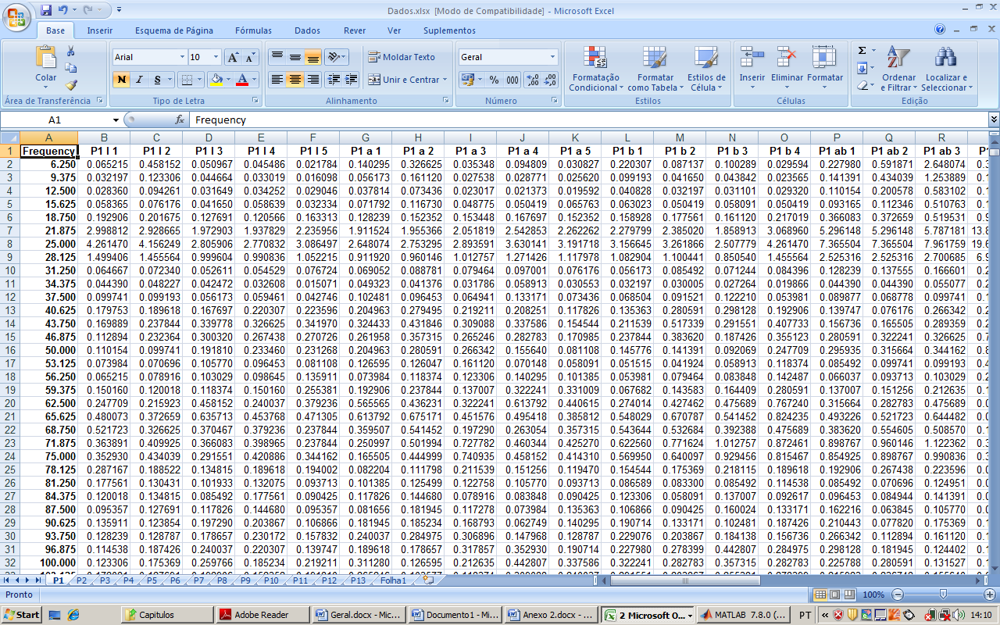 Dados.xlsx [Modo de Compatibilidade] - Microsoft Excel
Base Inserir Esquema de Página Fórmulas Dados Rever Ver Suplementos
Colar
Área de Transferência
Arial 10
N I S
Tipo de Letra
Moldar Texto
Unir e Centrar
Alinhamento
Geral
% 000
Número
Formatação Condicional
Formatar como Tabela
Estilos de Célula
Estilos
Inserir Eliminar Formatar
Células
Ordenar e Filtrar
Localizar e Seleccionar
Edição
A1 fx Frequency
A B C D E F G H I J K L M N O P Q R
1 Frequency P1 l 1 P1 l 2 P1 l 3 P1 l 4 P1 l 5 P1 a 1 P1 a 2 P1 a 3 P1 a 4 P1 a 5 P1 b 1 P1 b 2 P1 b 3 P1 b 4 P1 ab 1 P1 ab 2 P1 ab 3
2 6.250 0.065215 0.458152 0.050967 0.045486 0.021784 0.140295 0.326625 0.035348 0.094809 0.030827 0.220307 0.087137 0.100289 0.029594 0.227980 0.591871 2.648074
3 9.375 0.032197 0.123306 0.044664 0.033019 0.016098 0.056173 0.161120 0.027538 0.028771 0.025620 0.099193 0.041650 0.043842 0.023565 0.141391 0.434039 1.253889
4 12.500 0.028360 0.094261 0.031649 0.034252 0.029046 0.037814 0.073436 0.023017 0.021373 0.019592 0.040828 0.032197 0.031101 0.029320 0.110154 0.200578 0.583102
5 15.625 0.058365 0.076176 0.041650 0.058639 0.032334 0.071792 0.116730 0.048775 0.050419 0.065763 0.063023 0.050419 0.058091 0.050419 0.093165 0.112346 0.510763
6 18.750 0.192906 0.201675 0.127691 0.120566 0.163313 0.128239 0.152352 0.153448 0.167697 0.152352 0.158928 0.177561 0.161120 0.217019 0.366083 0.372659 0.519531
7 21.875 2.998812 2.928665 1.972903 1.937829 2.235956 1.911524 1.955366 2.051819 2.542853 2.262262 2.279799 2.385020 1.858913 3.068960 5.296148 5.296148 5.787181 13.8
8 25.000 4.261470 4.156249 2.805906 2.770832 3.086497 2.648074 2.753295 2.893591 3.630141 3.191718 3.156645 3.261866 2.507779 4.261470 7.365504 7.365504 7.961759 19.6
9 28.125 1.499406 1.455564 0.999604 0.990836 1.052215 0.911920 0.960146 1.012757 1.271426 1.117978 1.082904 1.100441 0.850540 1.455564 2.525316 2.525316 2.700685
10 31.250 0.064667 0.072340 0.052611 0.054529 0.076724 0.069052 0.088781 0.079464 0.097001 0.076176 0.056173 0.085492 0.071244 0.084396 0.128239 0.137555 0.166601
11 34.375 0.044390 0.048227 0.042472 0.032608 0.015071 0.049323 0.041376 0.031786 0.058913 0.030553 0.032197 0.030005 0.027264 0.019866 0.044390 0.044390 0.055077
12 37.500 0.099741 0.099193 0.056173 0.059461 0.042746 0.102481 0.096453 0.064941 0.133171 0.073436 0.068504 0.091521 0.122210 0.053981 0.089877 0.068778 0.099741
13 40.625 0.179753 0.189618 0.167697 0.220307 0.223596 0.204963 0.279495 0.219211 0.208251 0.117826 0.135363 0.280591 0.298128 0.192906 0.139747 0.076176 0.266342
14 43.750 0.169889 0.237844 0.339778 0.326625 0.341970 0.324433 0.431846 0.309088 0.337586 0.154544 0.211539 0.517339 0.291551 0.407733 0.156736 0.165505 0.289359
15 46.875 0.112894 0.232364 0.300320 0.267438 0.270726 0.261958 0.357315 0.265246 0.282783 0.170985 0.237844 0.383620 0.187426 0.355123 0.280591 0.322241 0.326625
16 50.000 0.110154 0.099741 0.191810 0.233460 0.231268 0.204963 0.280591 0.266342 0.155640 0.081108 0.145776 0.141391 0.092069 0.247709 0.295935 0.315664 0.344162
17 53.125 0.073984 0.070696 0.105770 0.096453 0.081108 0.126595 0.126047 0.161120 0.070148 0.058091 0.051515 0.041924 0.058913 0.118374 0.085492 0.099741 0.099193
18 56.250 0.065215 0.078916 0.103029 0.098645 0.135911 0.073984 0.118374 0.123306 0.140295 0.101385 0.053981 0.079464 0.083848 0.142487 0.066037 0.093713 0.103029
19 59.375 0.150160 0.120018 0.118374 0.150160 0.255381 0.192906 0.237844 0.137007 0.322241 0.331009 0.067682 0.143583 0.164409 0.280591 0.137007 0.151256 0.212635
20 62.500 0.247709 0.215923 0.458152 0.240037 0.379236 0.565565 0.436231 0.322241 0.613792 0.440615 0.274014 0.427462 0.475689 0.767240 0.315664 0.282783 0.475689
21 65.625 0.480073 0.372659 0.635713 0.453768 0.471305 0.613792 0.675171 0.451576 0.495418 0.385812 0.548029 0.670787 0.541452 0.824235 0.493226 0.521723 0.644482
22 68.750 0.521723 0.326625 0.370467 0.379236 0.237844 0.359507 0.541452 0.197290 0.263054 0.357315 0.543644 0.532684 0.392388 0.475689 0.383620 0.554605 0.508570
23 71.875 0.363891 0.409925 0.366083 0.398965 0.237844 0.250997 0.501994 0.727782 0.460344 0.425270 0.622560 0.771624 1.012757 0.872461 0.898767 0.960146 1.122362
24 75.000 0.352930 0.434039 0.291551 0.420886 0.344162 0.165505 0.444999 0.740935 0.458152 0.414310 0.569950 0.640097 0.929456 0.815467 0.854925 0.898767 0.990836
25 78.125 0.287167 0.188522 0.134815 0.189618 0.194002 0.082204 0.111798 0.211539 0.151256 0.119470 0.154544 0.175369 0.218115 0.189618 0.192906 0.267438 0.223596
26 81.250 0.177561 0.130431 0.101933 0.132075 0.093713 0.101385 0.125499 0.122758 0.105770 0.093713 0.086589 0.083300 0.085492 0.114538 0.085492 0.070696 0.124951
27 84.375 0.120018 0.134815 0.085492 0.177561 0.090425 0.117826 0.144680 0.078916 0.083848 0.090425 0.123306 0.058091 0.137007 0.092617 0.096453 0.084944 0.141391
28 87.500 0.095357 0.127691 0.117826 0.144680 0.095357 0.081656 0.181945 0.117278 0.073984 0.135363 0.106866 0.090425 0.160024 0.133171 0.162216 0.063845 0.105770
29 90.625 0.135911 0.123854 0.197290 0.203867 0.106866 0.181945 0.185234 0.168793 0.062749 0.140295 0.190714 0.133171 0.102481 0.187426 0.210443 0.077820 0.175369
30 93.750 0.128239 0.128787 0.178657 0.230172 0.157832 0.240037 0.284975 0.306896 0.147968 0.128787 0.229076 0.203867 0.184138 0.156736 0.266342 0.112894 0.161120
31 96.875 0.114538 0.187426 0.240037 0.220307 0.139747 0.189618 0.178657 0.317857 0.352930 0.190714 0.227980 0.278399 0.442807 0.284975 0.298128 0.181945 0.124402
32 100.000 0.123306 0.175369 0.259766 0.185234 0.219211 0.311280 0.126595 0.212635 0.442807 0.337586 0.322241 0.282783 0.357315 0.282783 0.225788 0.280591 0.131527
P1 P2 P3 P4 P5 P6 P7 P8 P9 P10 P11 P12 P13 Folha1
Pronto 100%
Start Capitulos Adobe Reader Geral.docx - Mic... Documento1 - Mi... Anexo 2.docx - ... 2 Microsoft O... MATLAB 7.8.0 (... PT 14:10